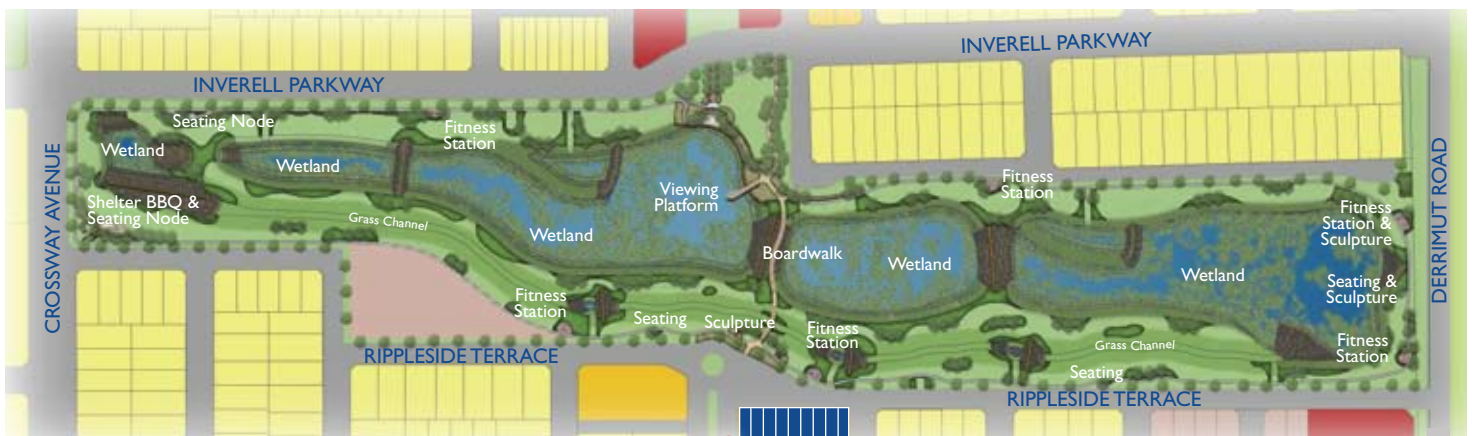 INVERELL PARKWAY
INVERELL PARKWAY
CROSSWAY AVENUE
Seating Node
Wetland
Shelter BBQ &
Seating Node
Wetland
Fitness
Station
Grass Channel
Wetland
Viewing
Platform
Boardwalk
Wetland
Fitness
Station
Wetland
Fitness
Station &
Sculpture
Seating &
Sculpture
Fitness
Station
DERRIMUT ROAD
Fitness
Station
Seating
Sculpture
Fitness
Station
Grass Channel
Seating
RIPPLESIDE TERRACE
RIPPLESIDE TERRACE